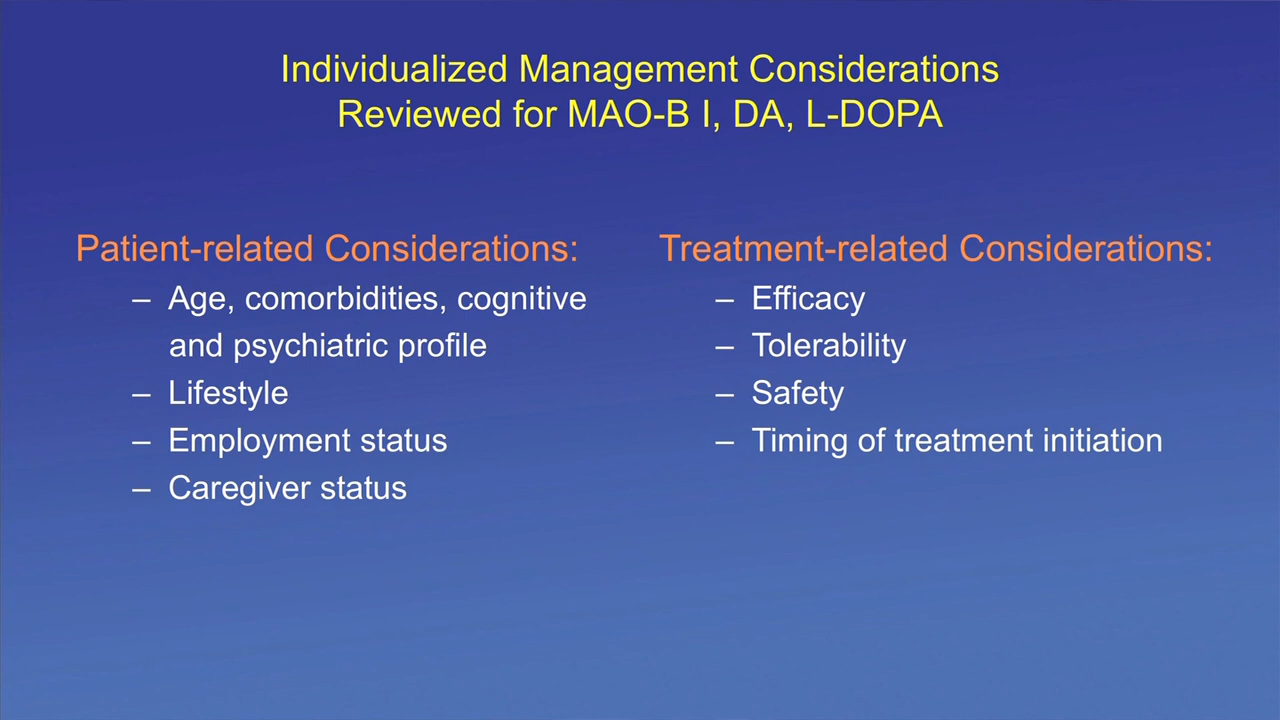 Individualized Management Considerations
Reviewed for MAO-B I, DA, L-DOPA
Patient-related Considerations:
– Age, comorbidities, cognitive
and psychiatric profile
– Lifestyle
– Employment status
– Caregiver status
Treatment-related Considerations:
– Efficacy
– Tolerability
– Safety
– Timing of treatment initiation